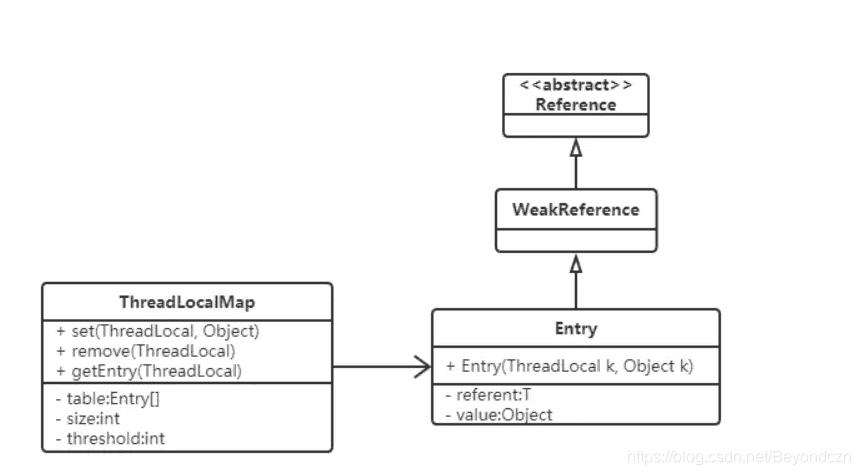 <<abstract>>
Reference
WeakReference
ThreadLocalMap
+ set(ThreadLocal, Object)
+ remove(ThreadLocal)
+ getEntry(ThreadLocal)
- table:Entry[]
- size:int
- threshold:int
Entry
+ Entry(ThreadLocal k, Object k)
- referent:T
- value:Object
https://blog.csdn.net/Beyondczn